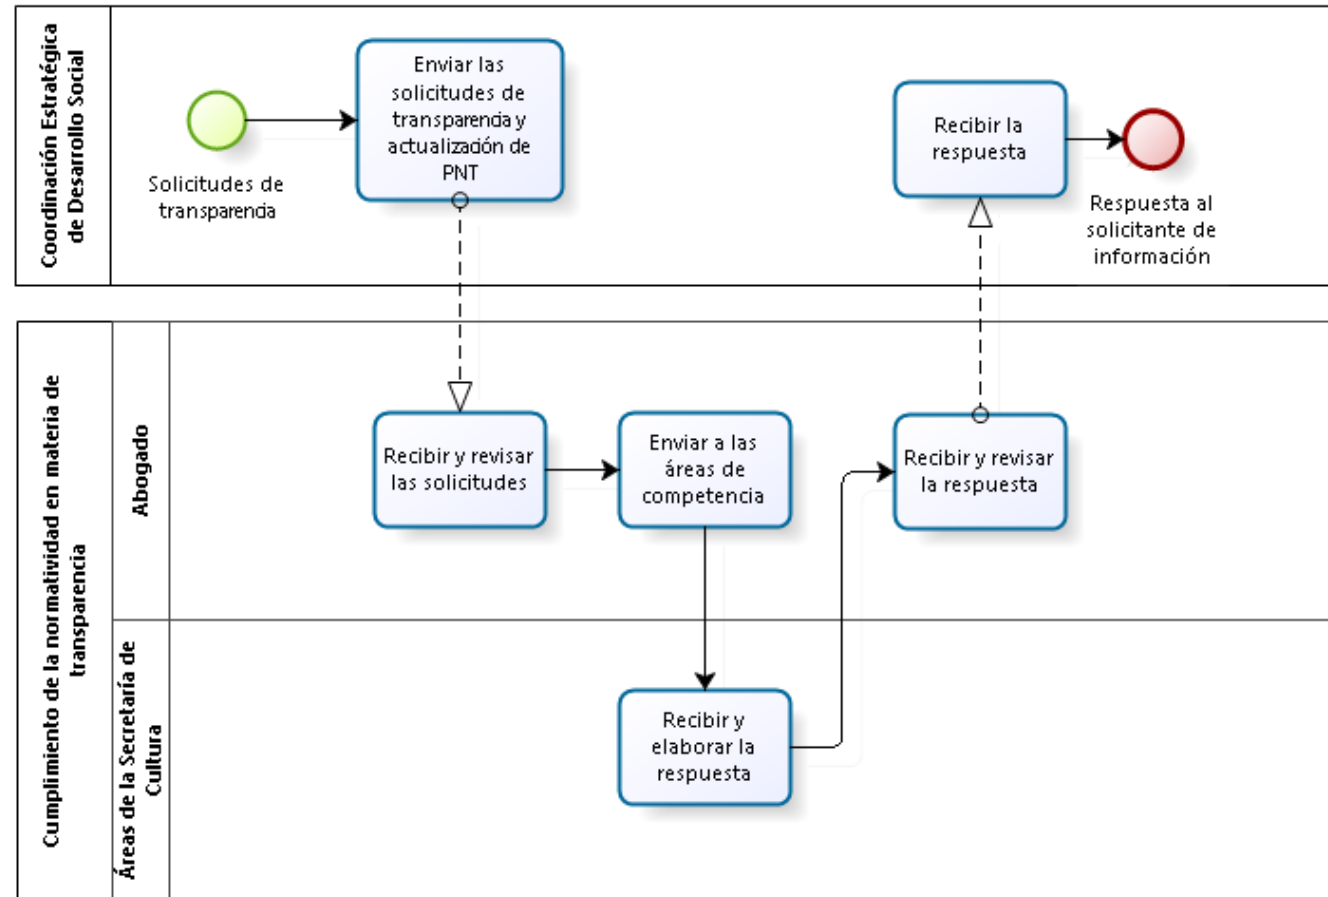 Coordinación Estratégica
de Desarrollo Social
Solicitudes de
transparencia
Enviar las
solicitudes de
transparencia y
actualización de
PNT
Recibir la
respuesta
Respuesta al
solicitante de
información
Cumplimiento de la normatividad en materia de
transparencia
Abogado
Recibir y revisar
las solicitudes
Enviar a las
áreas de
competencia
Recibir y revisar
la respuesta
Áreas de la Secretaría de
Cultura
Recibir y
elaborar la
respuesta